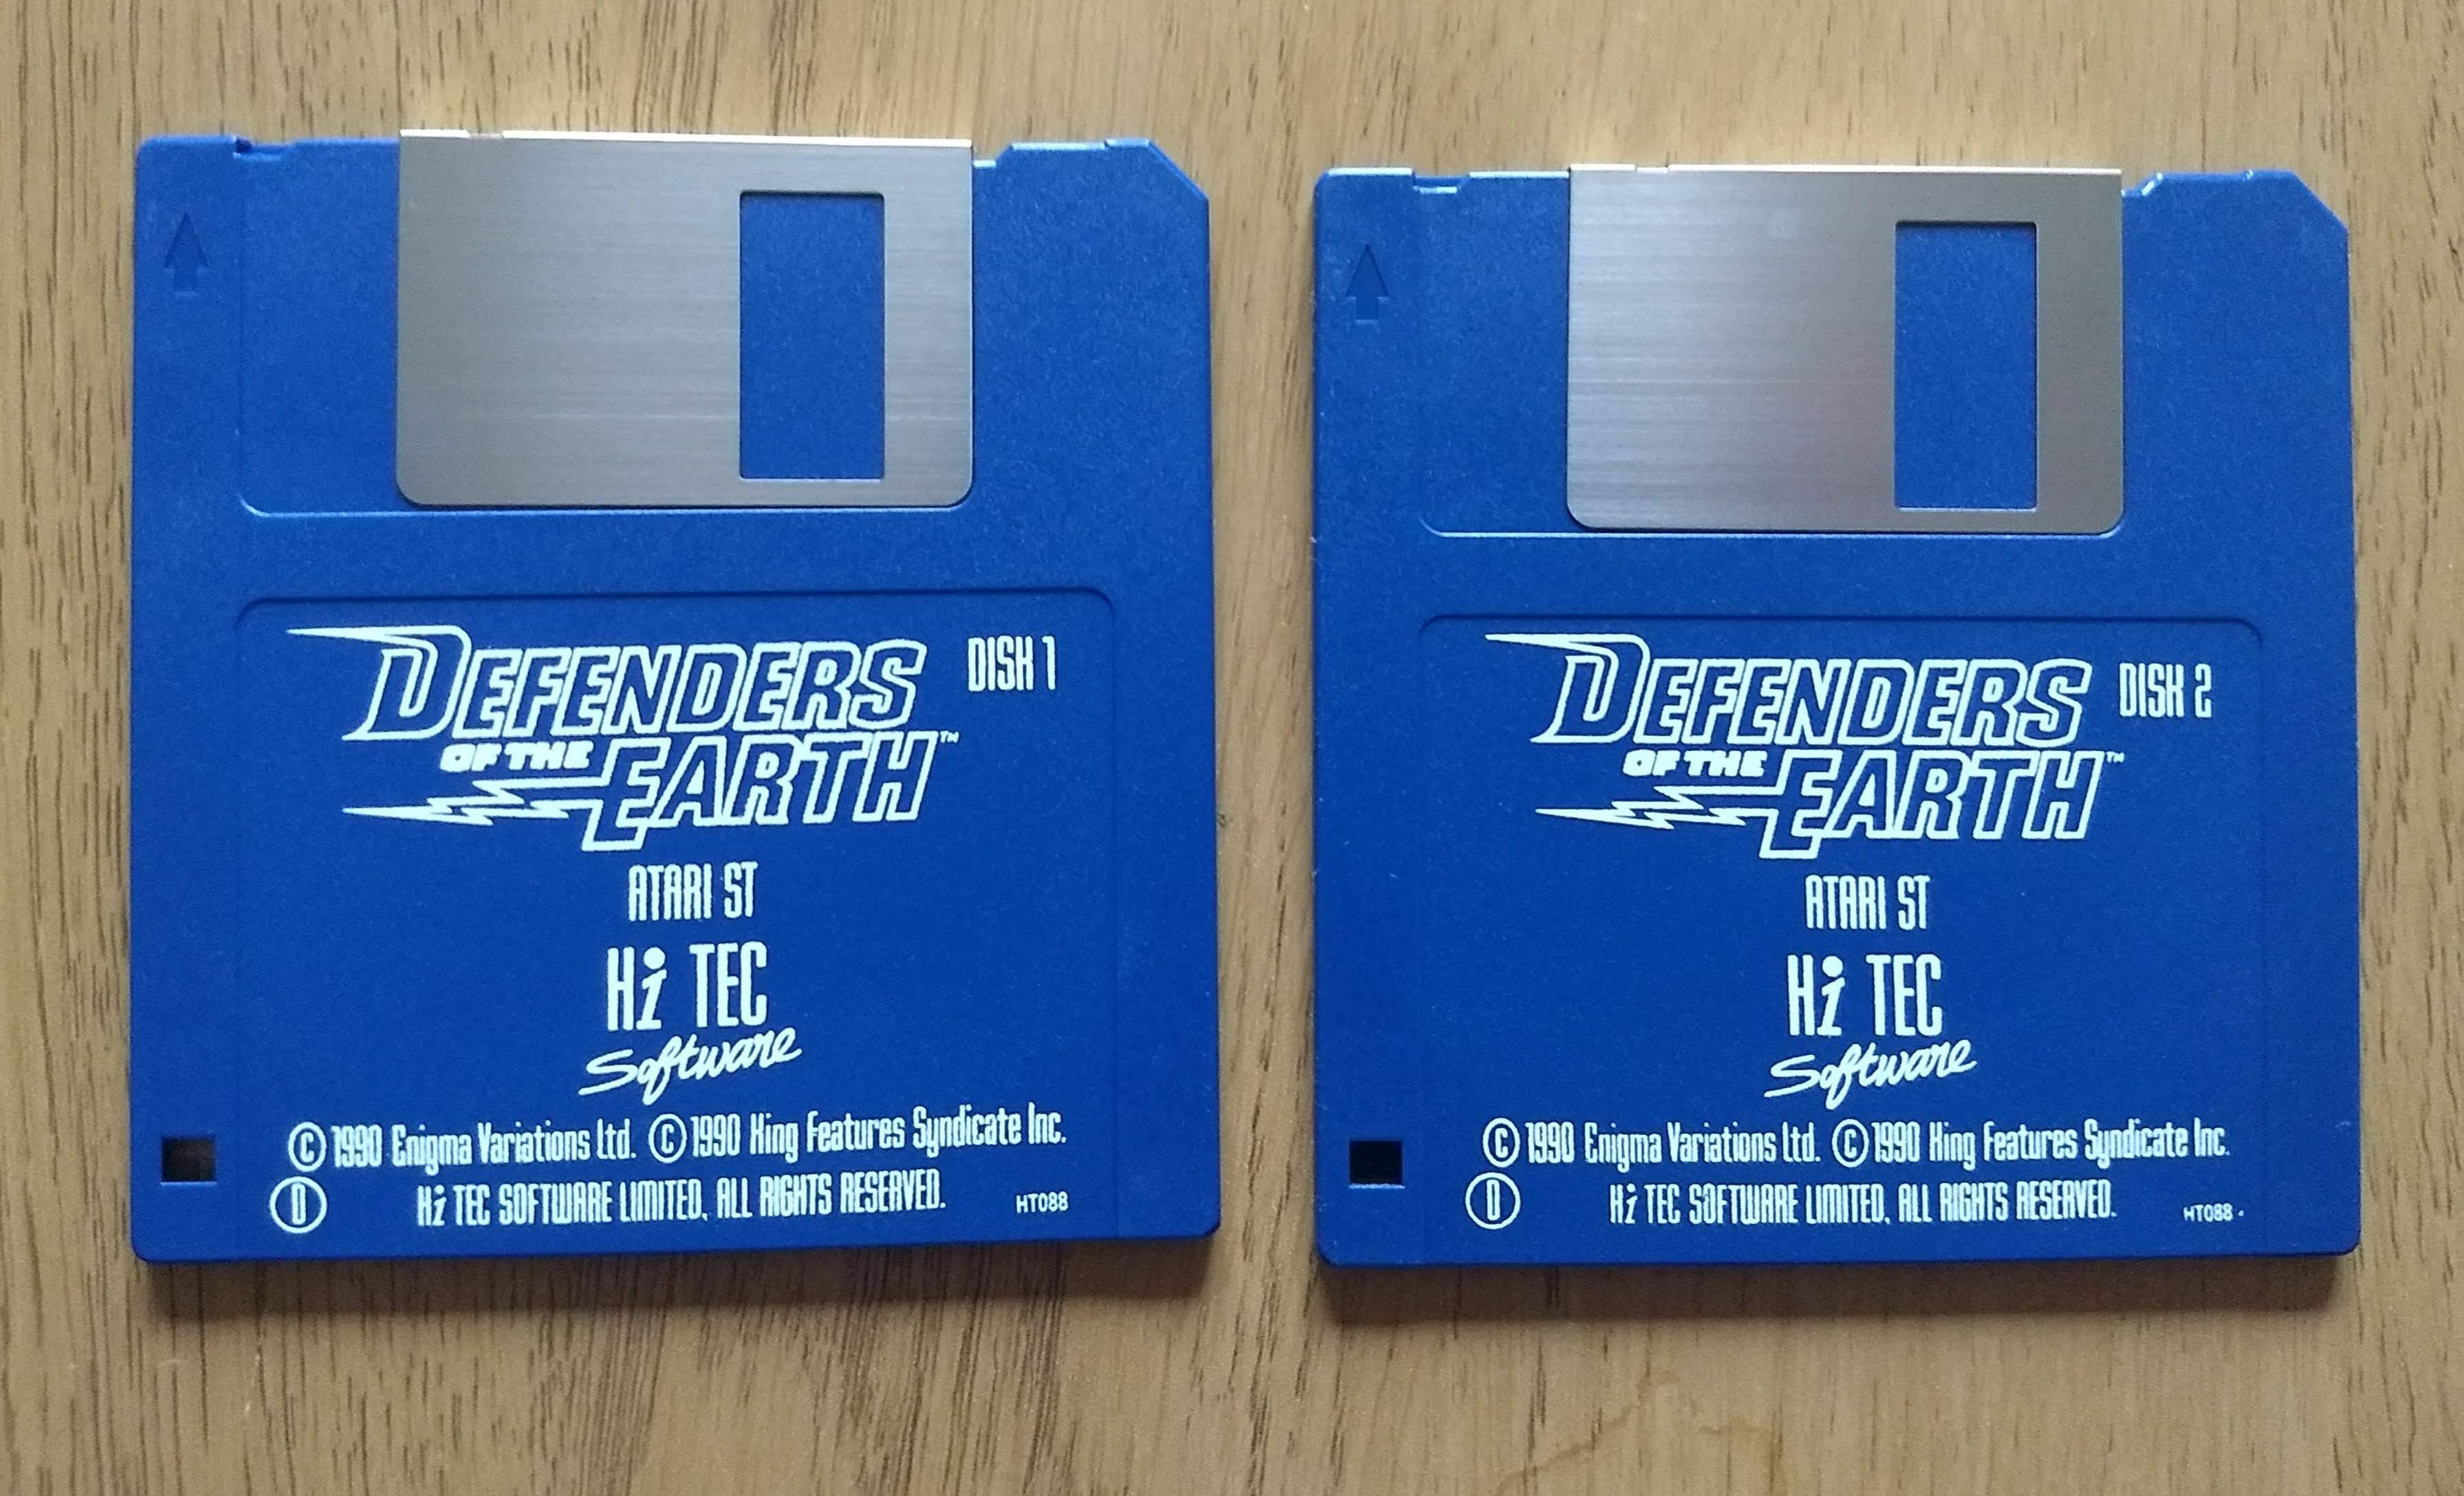 DEFENDERS DISK 1
OF THE EARTH™
ATARI ST
Hi TEC
Software
© 1990 Enigma Variations Ltd. © 1990 King Features Syndicate Inc.
D Hi TEC SOFTWARE LIMITED, ALL RIGHTS RESERVED. HT088
DEFENDERS DISK 2
OF THE EARTH™
ATARI ST
Hi TEC
Software
© 1990 Enigma Variations Ltd. © 1990 King Features Syndicate Inc.
D Hi TEC SOFTWARE LIMITED, ALL RIGHTS RESERVED. HT088